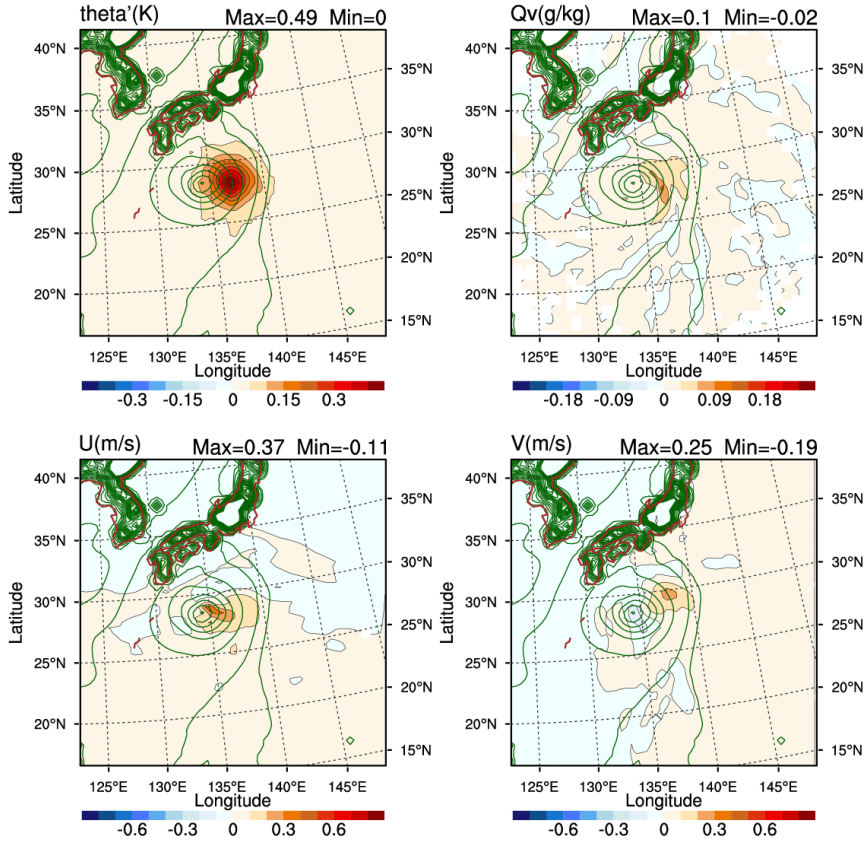 theta'(K) Max=0.49 Min=0
Qv(g/kg) Max=0.1 Min=-0.02
40°N
35°N
30°N
25°N
20°N
35°N
30°N
25°N
20°N
15°N
Latitude
125°E 130°E 135°E 140°E 145°E
Longitude
-0.3 -0.15 0 0.15 0.3
40°N
35°N
30°N
25°N
20°N
35°N
30°N
25°N
20°N
15°N
Latitude
125°E 130°E 135°E 140°E 145°E
Longitude
-0.18 -0.09 0 0.09 0.18
U(m/s) Max=0.37 Min=-0.11
V(m/s) Max=0.25 Min=-0.19
40°N
35°N
30°N
25°N
20°N
35°N
30°N
25°N
20°N
15°N
Latitude
125°E 130°E 135°E 140°E 145°E
Longitude
-0.6 -0.3 0 0.3 0.6
40°N
35°N
30°N
25°N
20°N
35°N
30°N
25°N
20°N
15°N
Latitude
125°E 130°E 135°E 140°E 145°E
Longitude
-0.6 -0.3 0 0.3 0.6